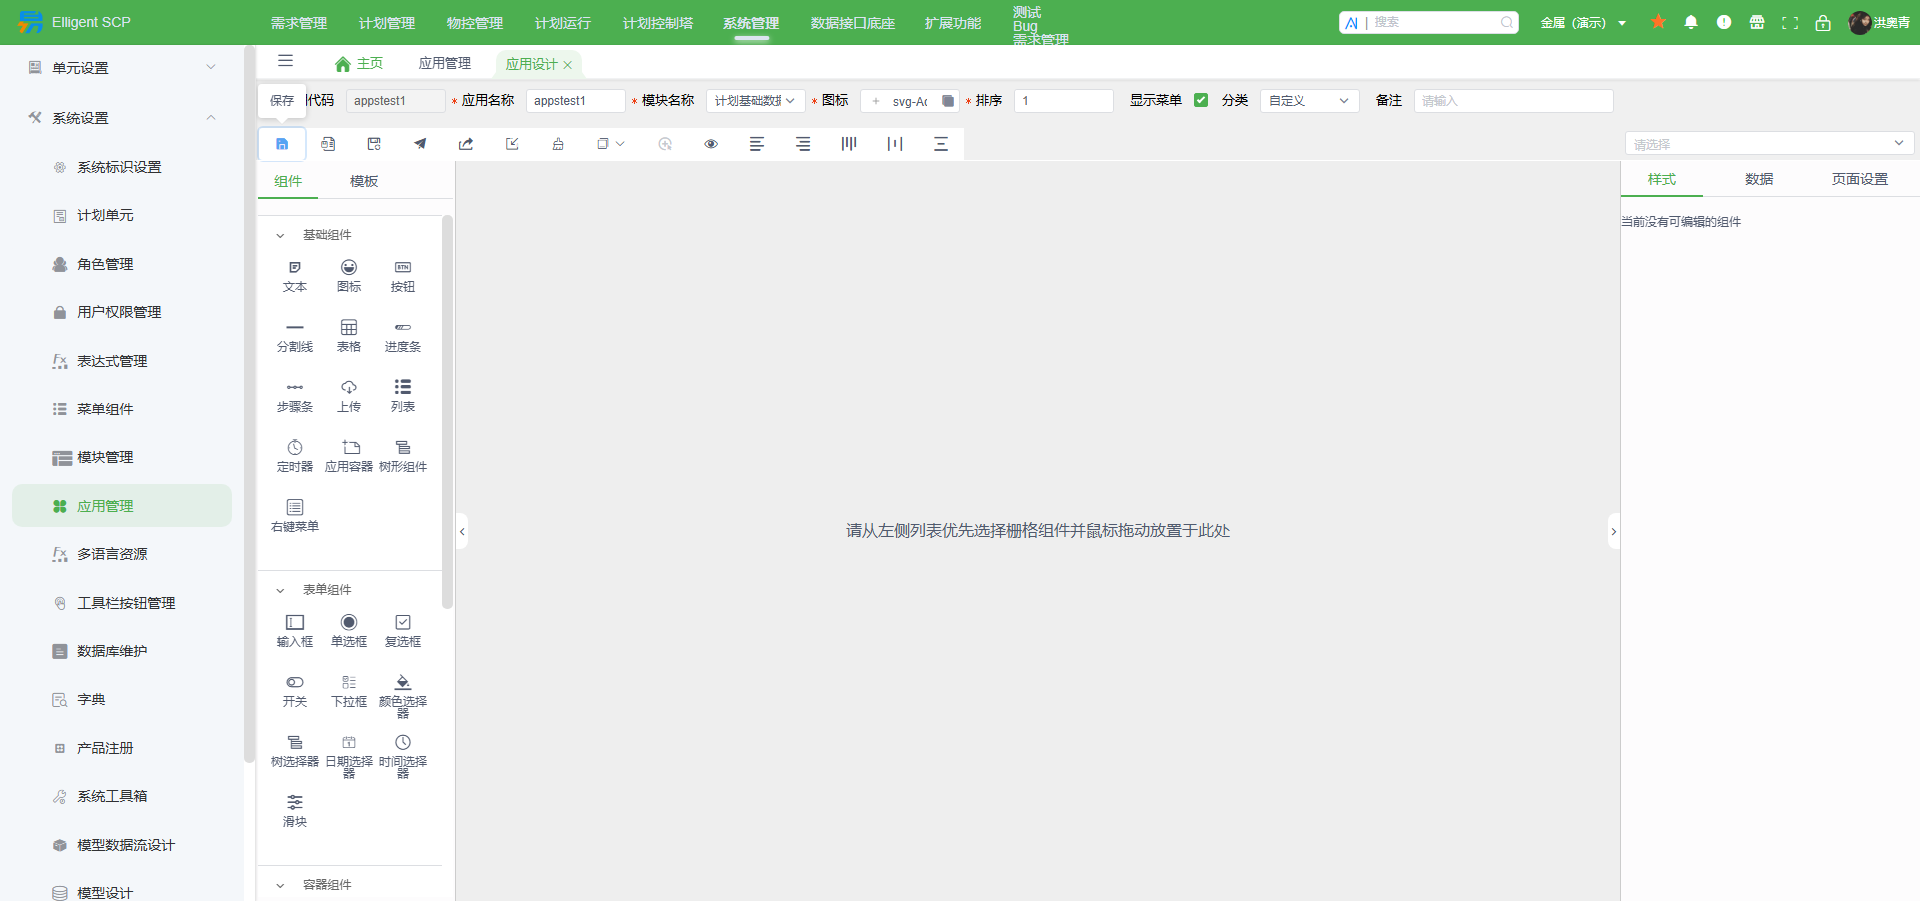 Elligent SCP
需求管理
计划管理
物控管理
计划运行
计划控制塔
系统管理
数据接口底座
扩展功能
测试
Bug
需求管理
AI | 搜索
金属（演示）
洪奥青
单元设置
系统设置
系统标识设置
计划单元
角色管理
用户权限管理
表达式管理
菜单组件
模块管理
应用管理
多语言资源
工具栏按钮管理
数据库维护
字典
产品注册
系统工具箱
模型数据流设计
模型设计
主页
应用管理
应用设计
保存
代码
appstest1
* 应用名称
appstest1
* 模块名称
计划基础数据
* 图标
svg-Ac
* 排序
1
显示菜单
分类
自定义
备注
请输入
请选择
组件
模板
基础组件
文本
图标
按钮
BTN
分割线
表格
进度条
步骤条
上传
列表
定时器
应用容器
树形组件
右键菜单
表单组件
输入框
单选框
复选框
开关
下拉框
颜色选择器
树选择器
日期选择器
时间选择器
滑块
容器组件
请从左侧列表优先选择栅格组件并鼠标拖动放置于此处
样式
数据
页面设置
当前没有可编辑的组件